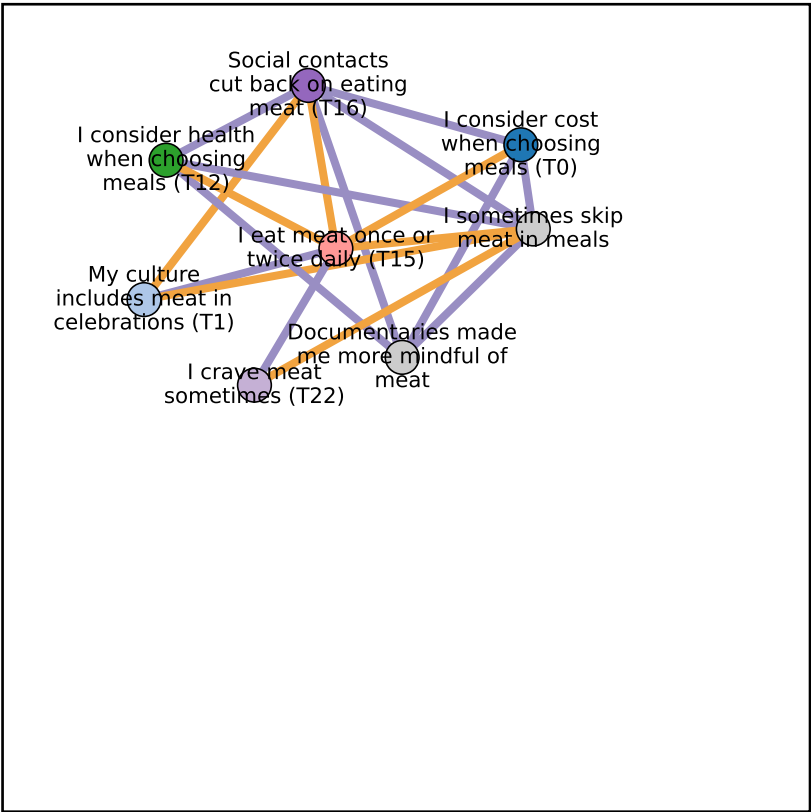 Social contacts
cut back on eating
meat (T16)
I consider cost
when choosing
meals (T0)
I consider health
when choosing
meals (T12)
I sometimes skip
meat in meals
I eat meat once or
twice daily (T15)
My culture
includes meat in
celebrations (T1)
Documentaries made
me more mindful of
meat
I crave meat
sometimes (T22)